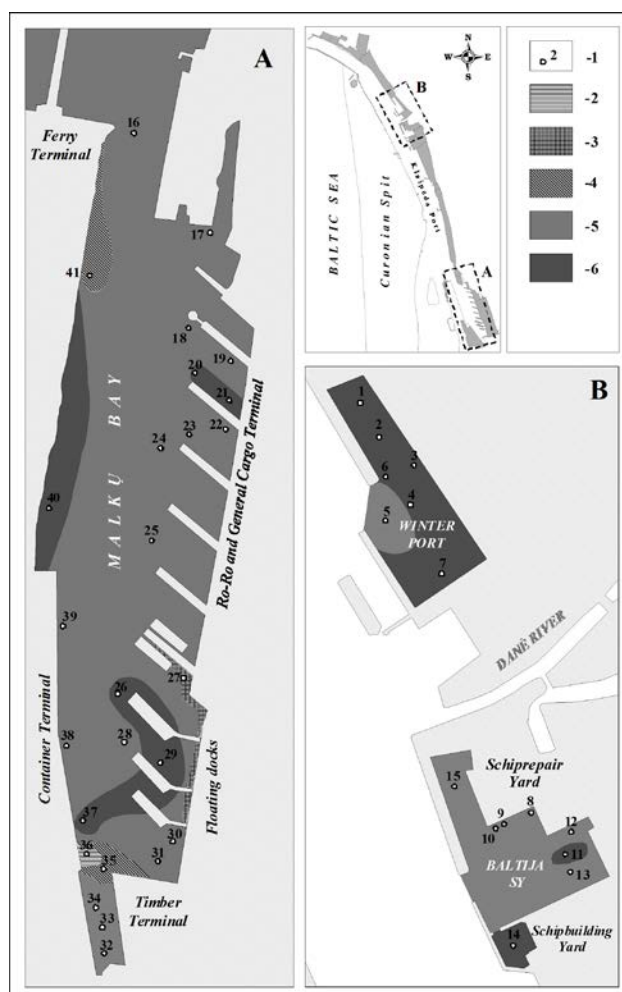 A
16
Ferry
Terminal
17
41
18
19
20
21
22
23
24
40
25
MALKŲ BAY
Ro-Ro and General Cargo Terminal
39
27
26
Container Terminal
38
28
29
Floating docks
37
30
36
31
35
Timber
Terminal
34
33
32
N
W E
S
B
BALTIC SEA
Curonian Spit
Klaipėda Port
A
2 -1
-2
-3
-4
-5
-6
B
1
2
3
6
4
5
WINTER
PORT
7
DANĖ RIVER
Schiprepair
Yard
15
8
9
10
12
11
BALTIJA
SY
13
Schipbuilding
Yard
14